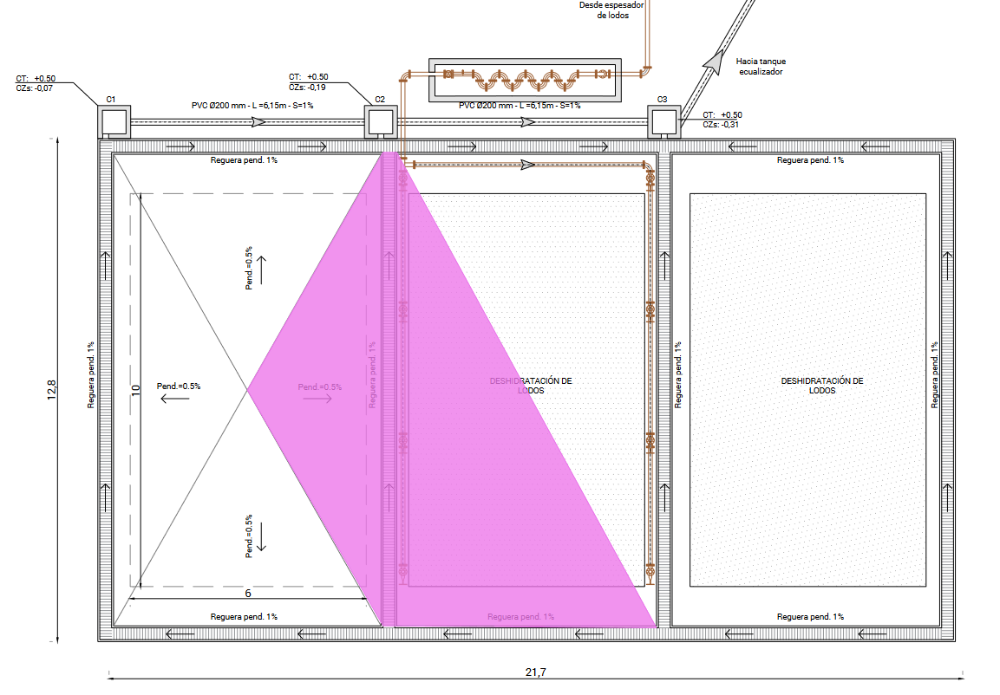 Desde espesador
de lodos
Hacia tanque
ecualizador
CT: +0.50
CZs: -0,07
CT: +0.50
CZs: -0,19
C1
C2
C3
PVC Ø200 mm - L =6,15m - S=1%
PVC Ø200 mm - L =6,15m - S=1%
CT: +0.50
CZs: -0,31
Reguera pend. 1%
Reguera pend. 1%
Reguera pend. 1%
Pend.=0.5%
Reguera pend. 1%
Reguera pend. 1%
Reguera pend. 1%
Reguera pend. 1%
12,8
10
Pend.=0.5%
Pend.=0.5%
DESHIDRATACIÓN DE
LODOS
DESHIDRATACIÓN DE
LODOS
Pend.=0.5%
6
Reguera pend. 1%
Reguera pend. 1%
Reguera pend. 1%
21,7